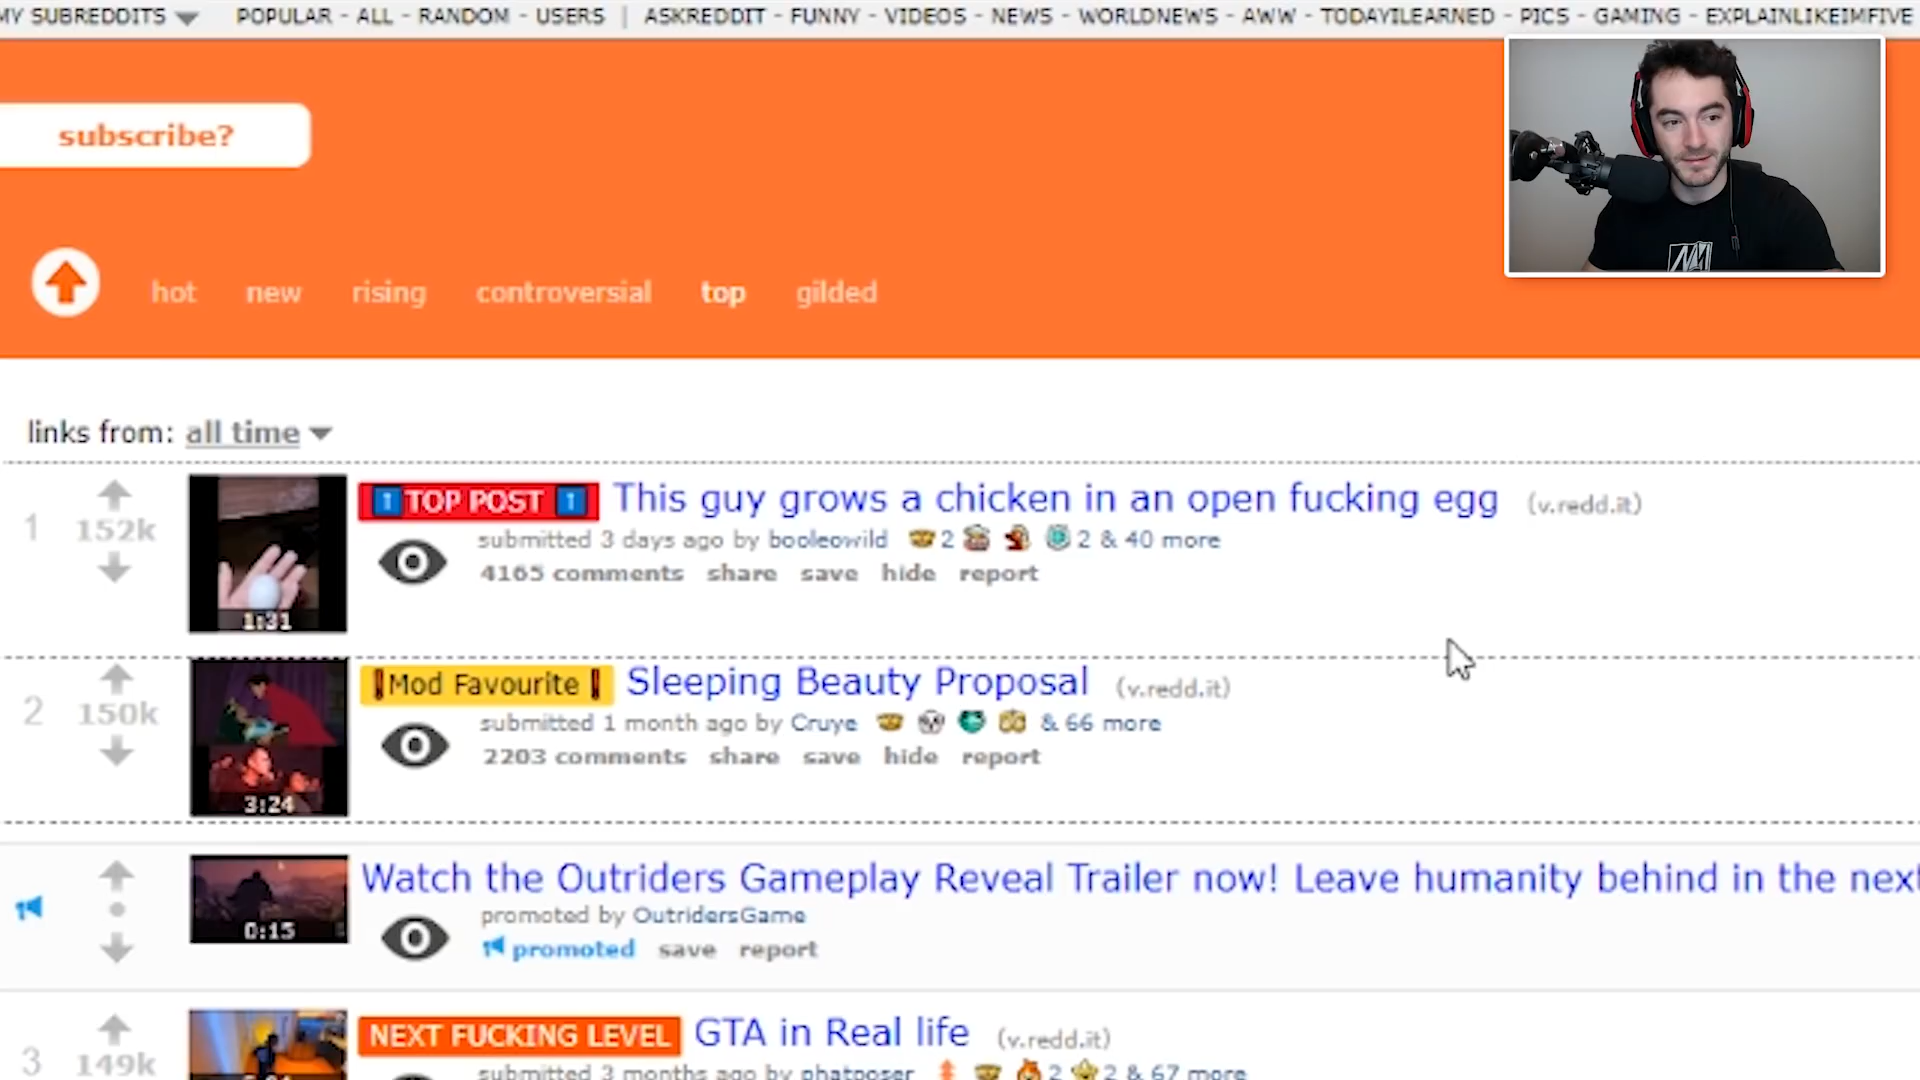 MY SUBREDDITS POPULAR - ALL - RANDOM - USERS | ASKREDDIT - FUNNY - VIDEOS - NEWS - WORLDNEWS - AWW - TODAYILEARNED - PICS - GAMING - EXPLAINLIKEIMFIVE
subscribe?
hot new rising controversial top gilded
links from: all time
1 152k 1:31 1 TOP POST 1 This guy grows a chicken in an open fucking egg (v.redd.it)
submitted 3 days ago by booleowild 2 2 & 40 more
4165 comments share save hide report
2 150k 3:24 Mod Favourite Sleeping Beauty Proposal (v.redd.it)
submitted 1 month ago by Cruye & 66 more
2203 comments share save hide report
0:15 Watch the Outriders Gameplay Reveal Trailer now! Leave humanity behind in the next
promoted by OutridersGame
promoted save report
3 149k NEXT FUCKING LEVEL GTA in Real life (v.redd.it)
submitted 3 months ago by phatposer 2 2 & 67 more